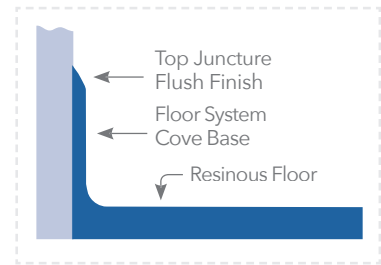 Top Juncture
Flush Finish
Floor System
Cove Base
Resinous Floor